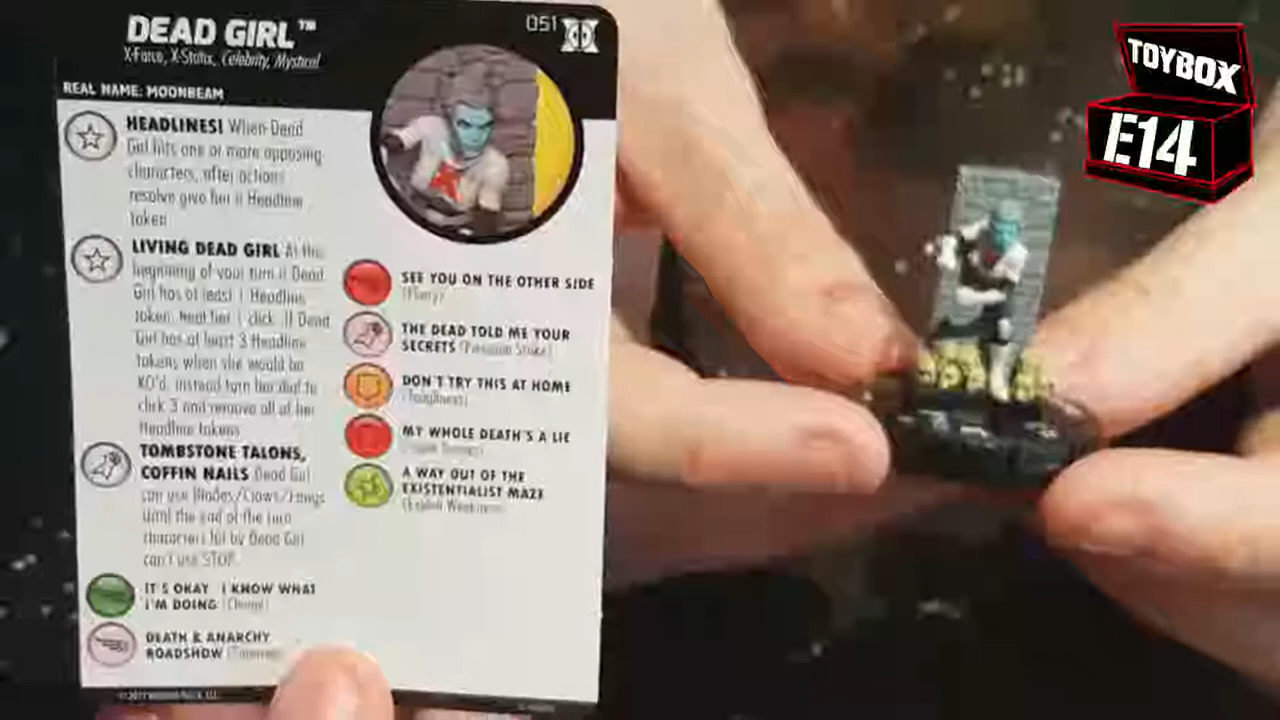 DEAD GIRL™
051
X-Force, X-Statix, Celebrity, Mystical
REAL NAME: MOONBEAM
HEADLINES! When Dead
Girl hits one or more opposing
characters, after actions
resolve give her a Headline
token.
LIVING DEAD GIRL At the
beginning of your turn if Dead
Girl has at least 1 Headline
token, heal her 1 click. If Dead
Girl has at least 3 Headline
tokens when she would be
KO'd, instead turn her dial to
click 3 and remove all of her
Headline tokens.
TOMBSTONE TALONS,
COFFIN NAILS Dead Girl
can use Blades/Claws/Fangs.
Until the end of the turn
characters hit by Dead Girl
can't use STOP.
IT'S OKAY I KNOW WHAT
I'M DOING (Charge)
DEATH & ANARCHY
ROADSHOW
SEE YOU ON THE OTHER SIDE
(Flurry)
THE DEAD TOLD ME YOUR
SECRETS
DON'T TRY THIS AT HOME
(Toughness)
MY WHOLE DEATH'S A LIE
A WAY OUT OF THE
EXISTENTIALIST MAZE
(Exploit Weakness)
TOYBOX
E14